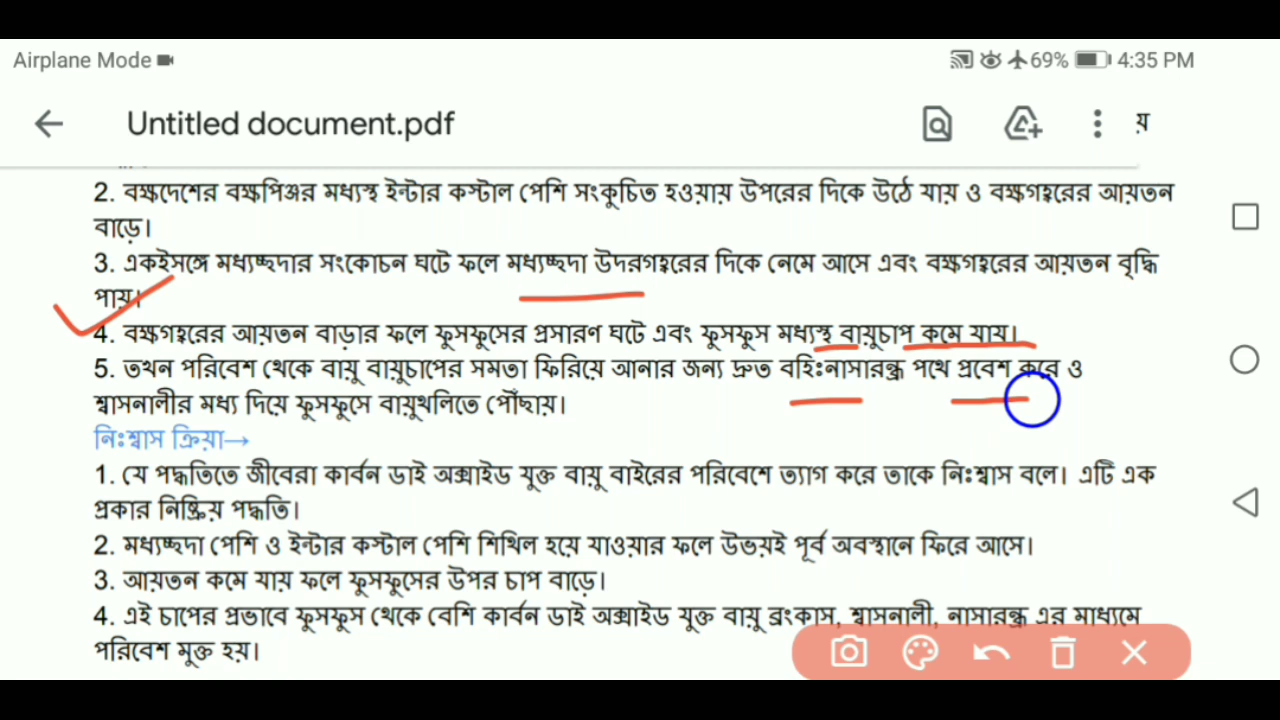 Airplane Mode 69% 4:35 PM
Untitled document.pdf য়
2. বক্ষদেশের বক্ষপিঞ্জর মধ্যস্থ ইন্টার কস্টাল পেশি সংকুচিত হওয়ায় উপরের দিকে উঠে যায় ও বক্ষগহ্বরের আয়তন
বাড়ে।
3. একইসঙ্গে মধ্যচ্ছদার সংকোচন ঘটে ফলে মধ্যচ্ছদা উদরগহ্বরের দিকে নেমে আসে এবং বক্ষগহ্বরের আয়তন বৃদ্ধি
পায়।
4. বক্ষগহ্বরের আয়তন বাড়ার ফলে ফুসফুসের প্রসারণ ঘটে এবং ফুসফুস মধ্যস্থ বায়ুচাপ কমে যায়।
5. তখন পরিবেশ থেকে বায়ু বায়ুচাপের সমতা ফিরিয়ে আনার জন্য দ্রুত বহিঃনাসারন্ধ্র পথে প্রবেশ করে ও
শ্বাসনালীর মধ্য দিয়ে ফুসফুসে বায়ুথলিতে পৌঁছায়।
নিঃশ্বাস ক্রিয়া→
1. যে পদ্ধতিতে জীবেরা কার্বন ডাই অক্সাইড যুক্ত বায়ু বাইরের পরিবেশে ত্যাগ করে তাকে নিঃশ্বাস বলে। এটি এক
প্রকার নিষ্ক্রিয় পদ্ধতি।
2. মধ্যচ্ছদা পেশি ও ইন্টার কস্টাল পেশি শিথিল হয়ে যাওয়ার ফলে উভয়ই পূর্ব অবস্থানে ফিরে আসে।
3. আয়তন কমে যায় ফলে ফুসফুসের উপর চাপ বাড়ে।
4. এই চাপের প্রভাবে ফুসফুস থেকে বেশি কার্বন ডাই অক্সাইড যুক্ত বায়ু ব্রংকাস, শ্বাসনালী, নাসারন্ধ্র এর মাধ্যমে
পরিবেশ মুক্ত হয়।